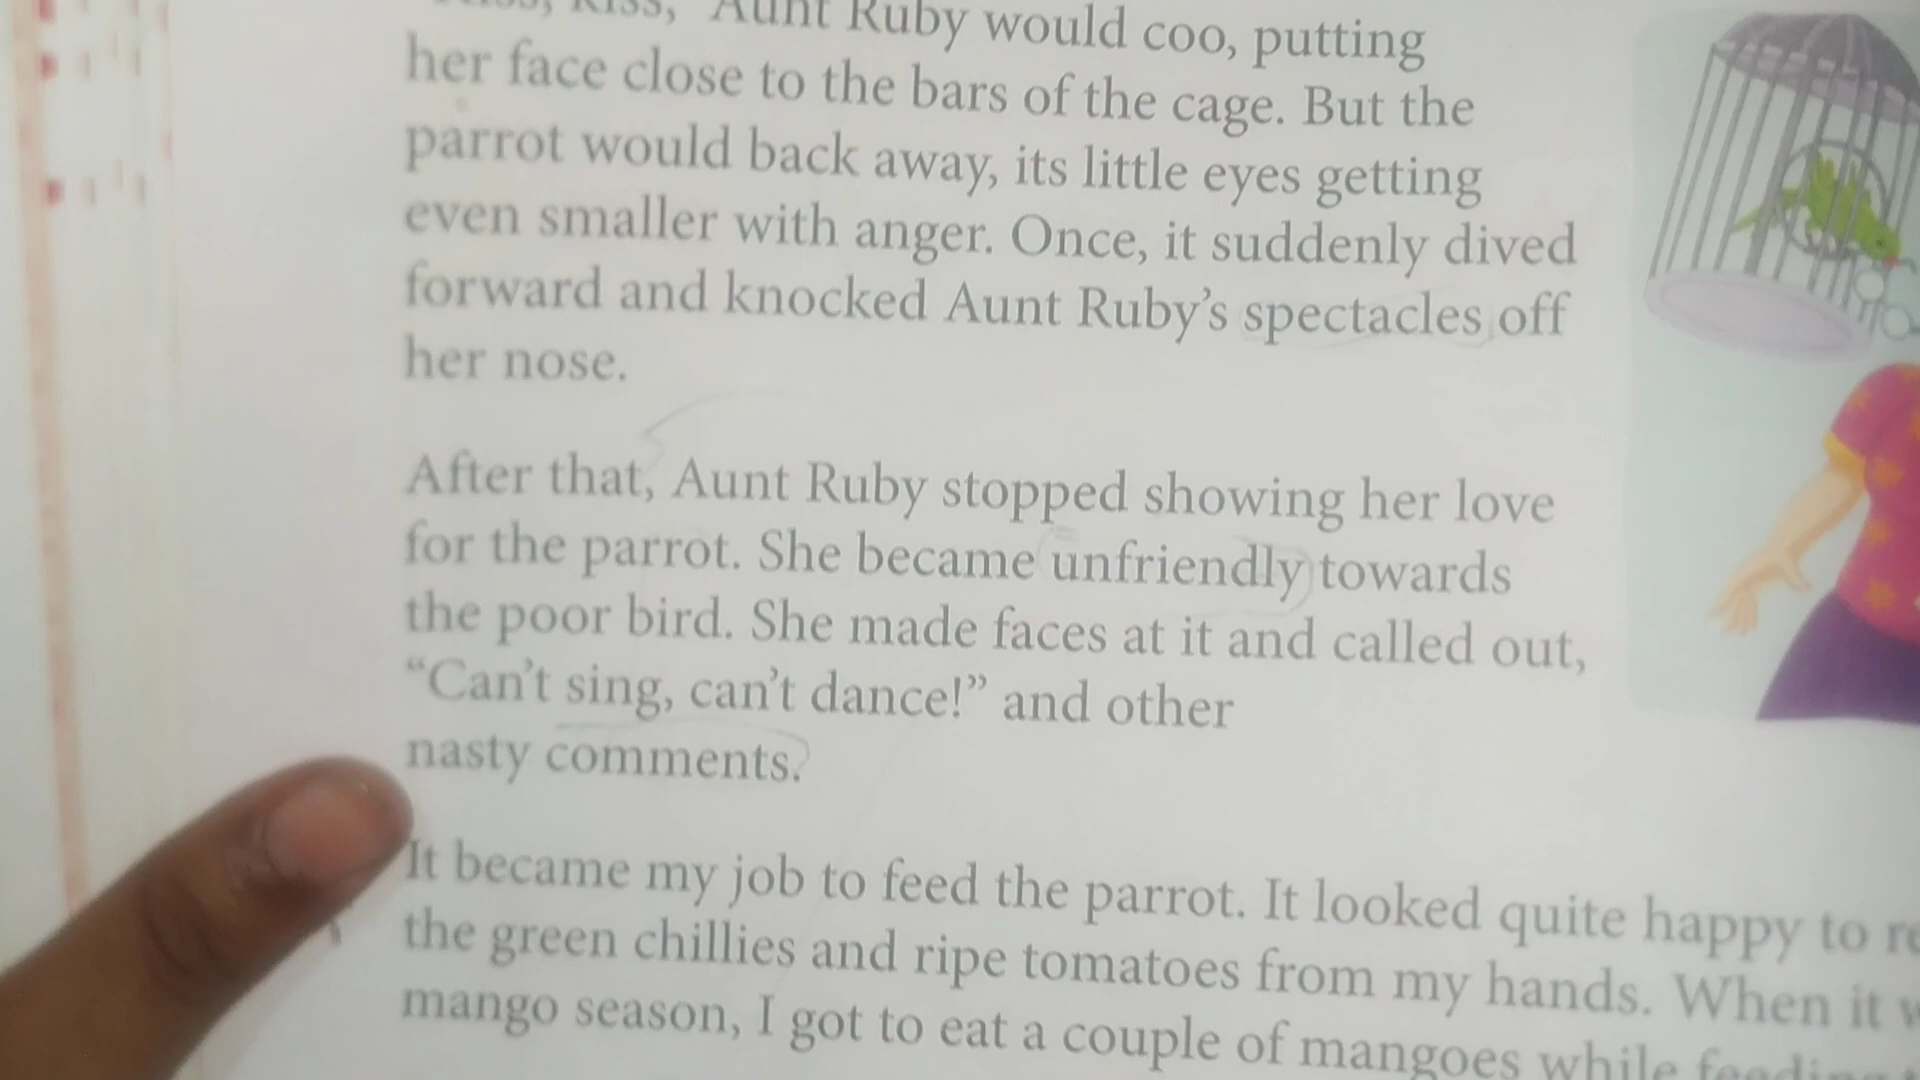 kiss," Aunt Ruby would coo, putting
her face close to the bars of the cage. But the
parrot would back away, its little eyes getting
even smaller with anger. Once, it suddenly dived
forward and knocked Aunt Ruby's spectacles off
her nose.
After that, Aunt Ruby stopped showing her love
for the parrot. She became unfriendly towards
the poor bird. She made faces at it and called out,
“Can't sing, can't dance!” and other
nasty comments.
It became my job to feed the parrot. It looked quite happy to
the green chillies and ripe tomatoes from my hands. When it
mango season, I got to eat a couple of mangoes while feeding